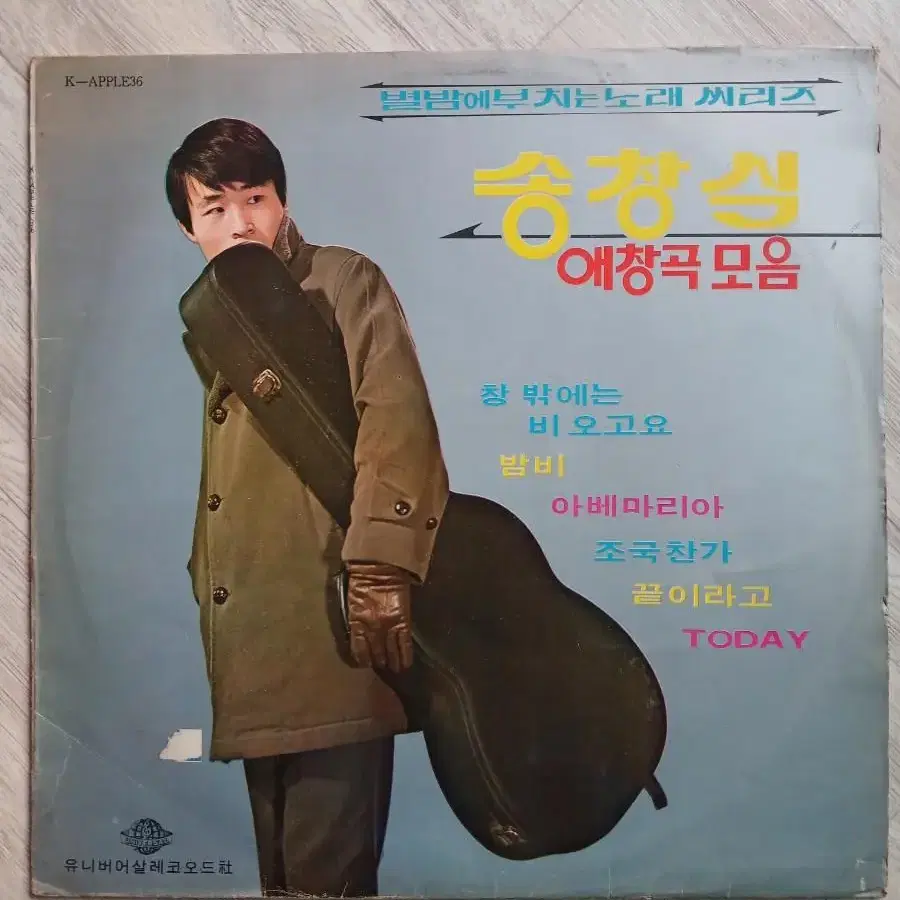 K-APPLE36
별밤에부치는노래 씨리즈
송창식
애창곡 모음
창 밖에는
비 오고요
밤비
아베마리아
조국찬가
끝이라고
TODAY
유니버어살레코오드社